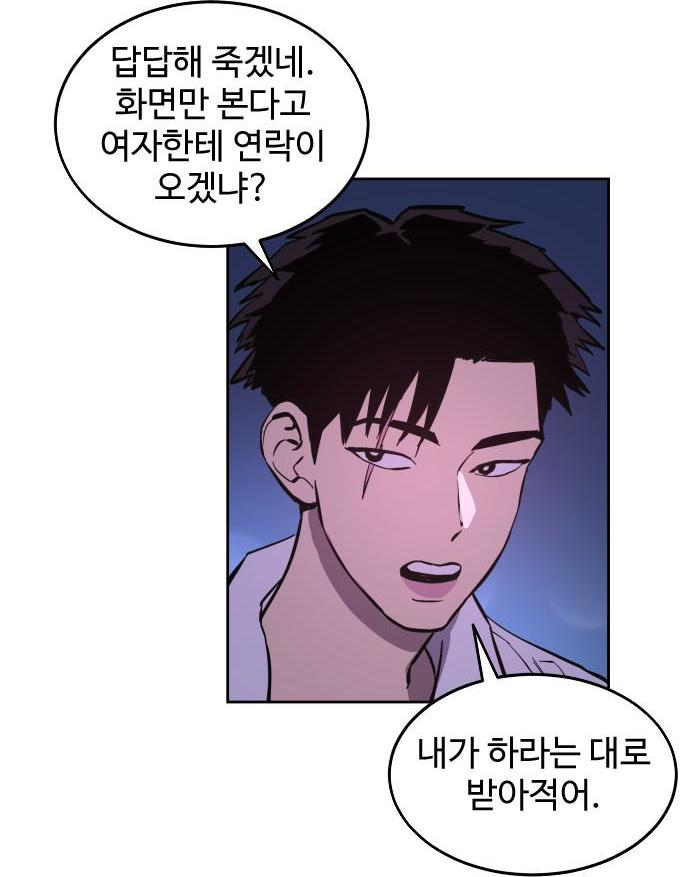 답답해 죽겠네.
화면만 본다고
여자한테 연락이
오겠냐?
내가 하라는 대로
받아적어.